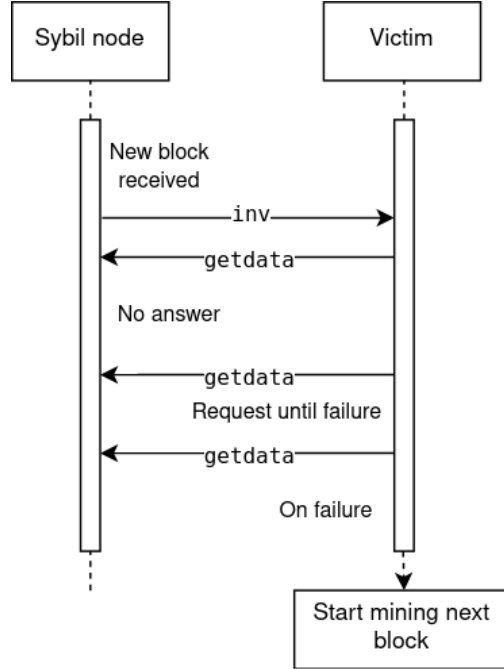 Sybil node
Victim
New block
received
inv
getdata
No answer
getdata
Request until failure
getdata
On failure
Start mining next
block